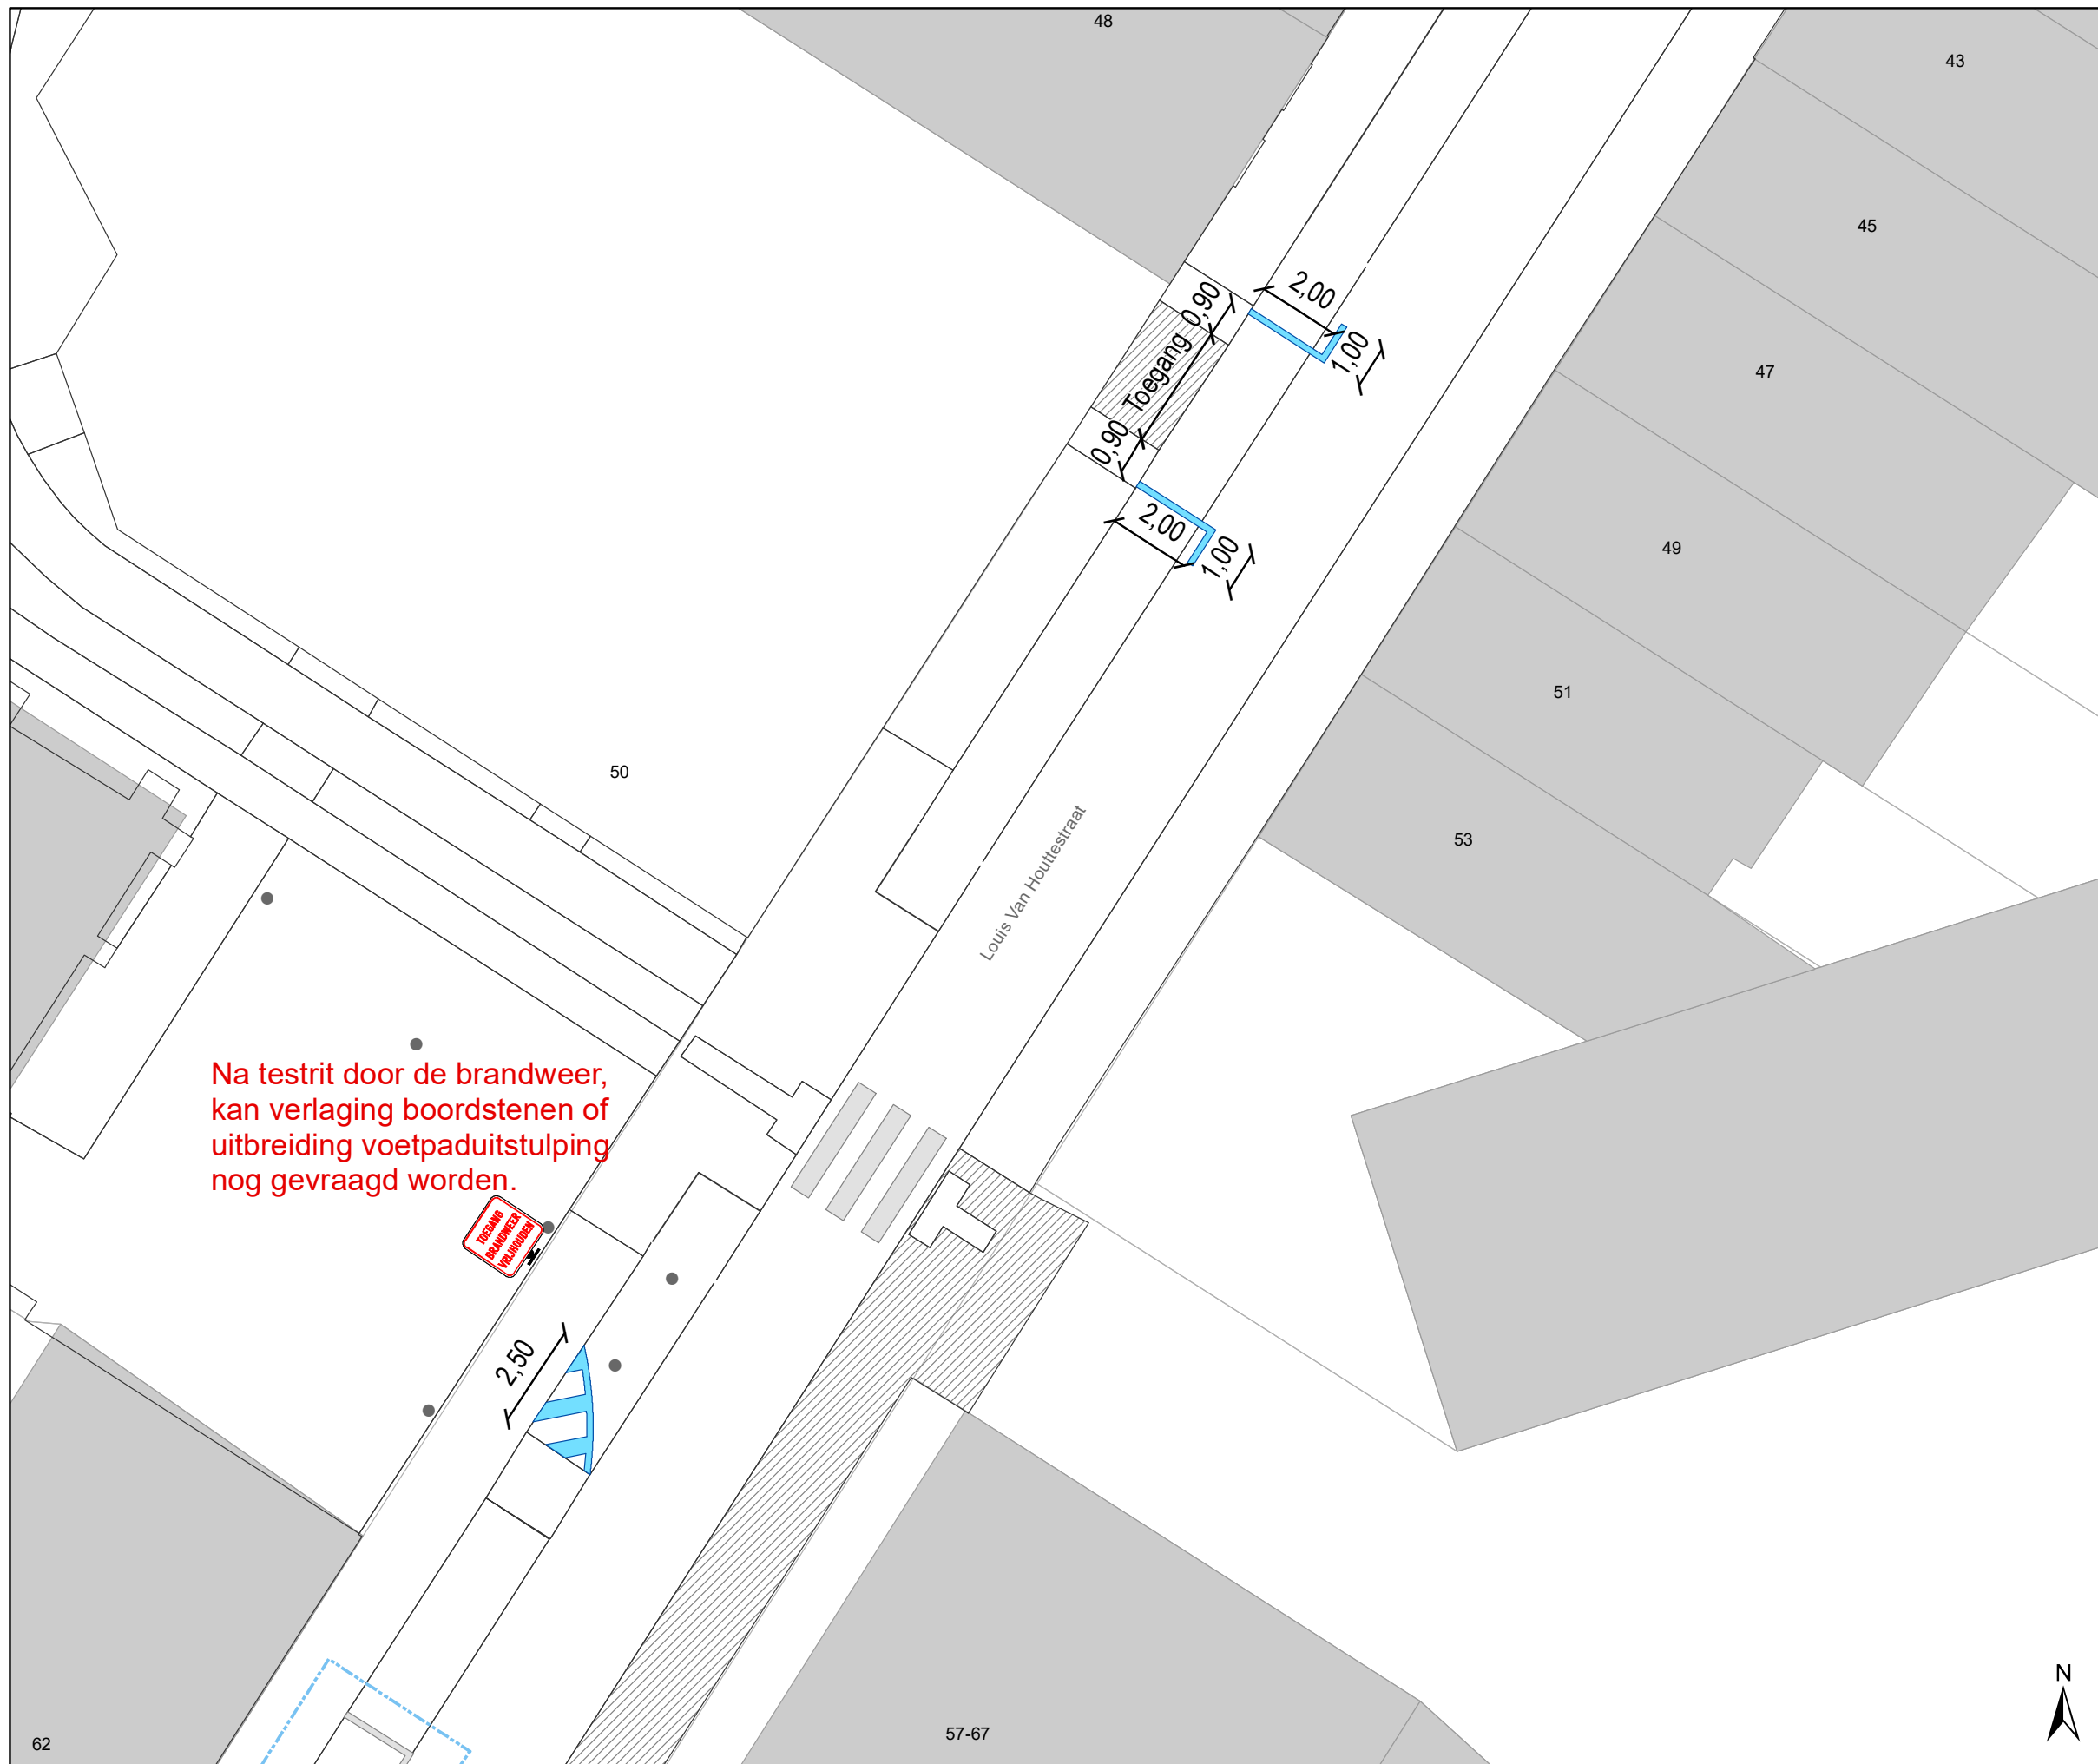 48
43
45
47
49
51
53
50
2,00
0,90
1,00
Toegang
0,90
2,00
1,00
Louis Van Houttestraat
Na testrit door de brandweer,
kan verlaging boordstenen of
uitbreiding voetpaduitstulping
nog gevraagd worden.
TOEGANG
BRANDWEER
VRIJHOUDEN
2,50
62
57-67
N